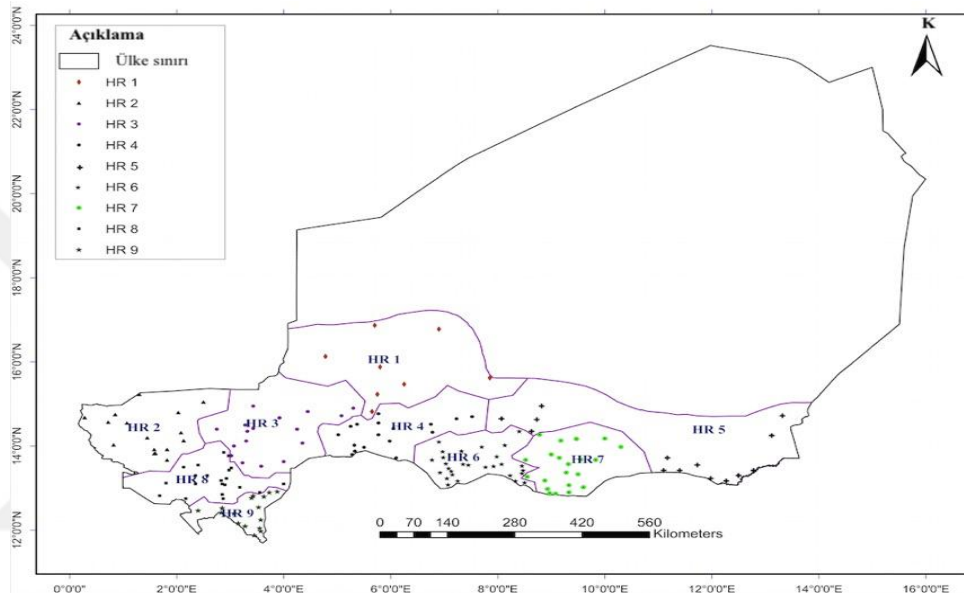 Açıklama
Ülke sınırı
HR 1
HR 2
HR 3
HR 4
HR 5
HR 6
HR 7
HR 8
HR 9
K
24°0'0"N
22°0'0"N
20°0'0"N
18°0'0"N
16°0'0"N
14°0'0"N
12°0'0"N
HR 1
HR 2
HR 3
HR 4
HR 5
HR 6
HR 7
HR 8
HR 9
0 70 140 280 420 560
Kilometers
0°0'0" 2°0'0"E 4°0'0"E 6°0'0"E 8°0'0"E 10°0'0"E 12°0'0"E 14°0'0"E 16°0'0"E